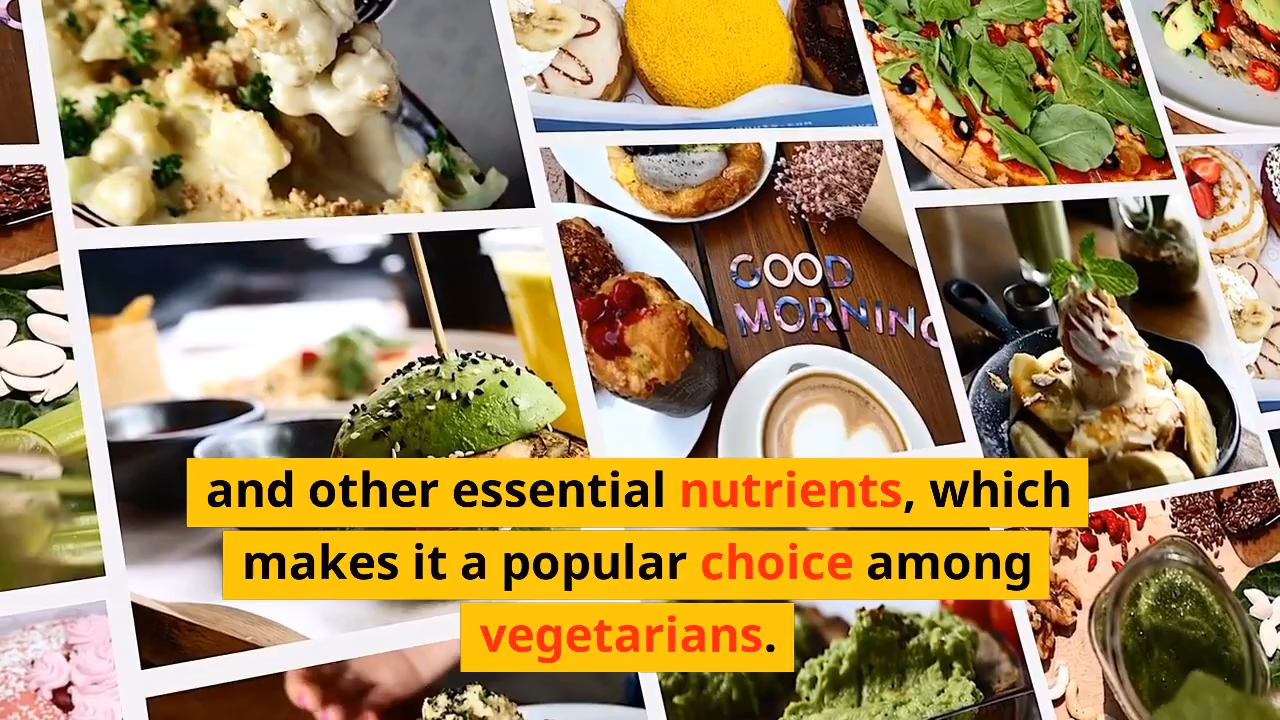 GOOD
MORNING
and other essential nutrients, which
makes it a popular choice among
vegetarians.